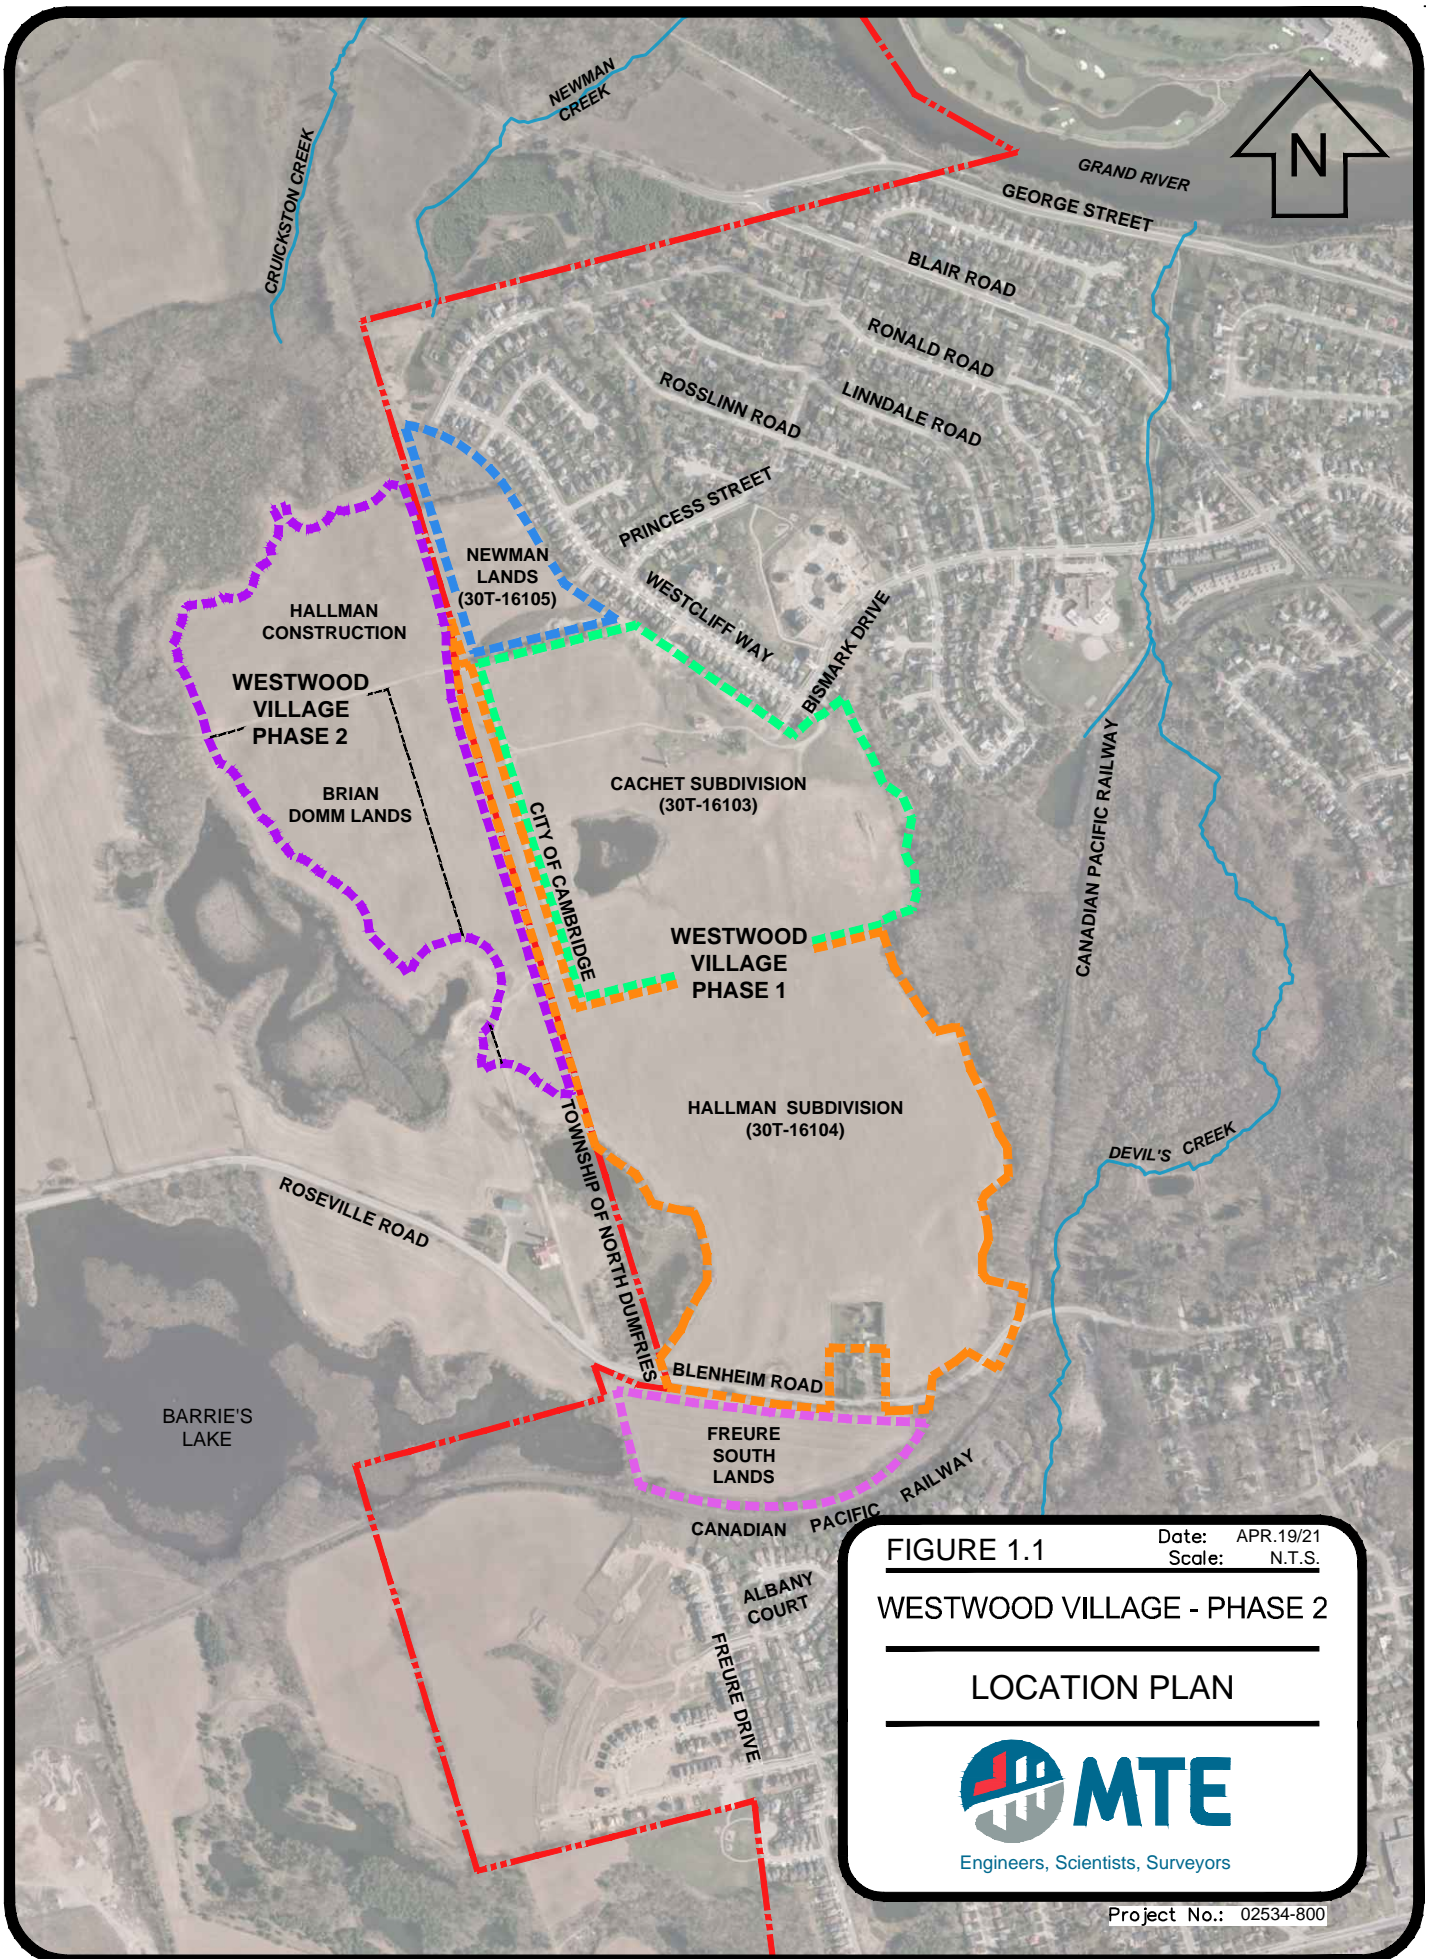 NEWMAN
CREEK
CRUICKSTON CREEK
N
GRAND RIVER
GEORGE STREET
BLAIR ROAD
RONALD ROAD
ROSSLINN ROAD
LINNDALE ROAD
PRINCESS STREET
NEWMAN
LANDS
(30T-16105)
WESTCLIFF WAY
BISMARK DRIVE
HALLMAN
CONSTRUCTION
WESTWOOD
VILLAGE
PHASE 2
BRIAN
DOMM LANDS
CACHET SUBDIVISION
(30T-16103)
CITY OF CAMBRIDGE
CANADIAN PACIFIC RAILWAY
WESTWOOD
VILLAGE
PHASE 1
HALLMAN SUBDIVISION
(30T-16104)
DEVIL'S CREEK
TOWNSHIP OF NORTH DUMFRIES
ROSEVILLE ROAD
BLENHEIM ROAD
BARRIE'S
LAKE
FREURE
SOUTH
LANDS
CANADIAN PACIFIC RAILWAY
ALBANY
COURT
FREURE DRIVE
FIGURE 1.1
Date: APR.19/21
Scale: N.T.S.
WESTWOOD VILLAGE - PHASE 2
LOCATION PLAN
MTE
Engineers, Scientists, Surveyors
Project No.: 02534-800